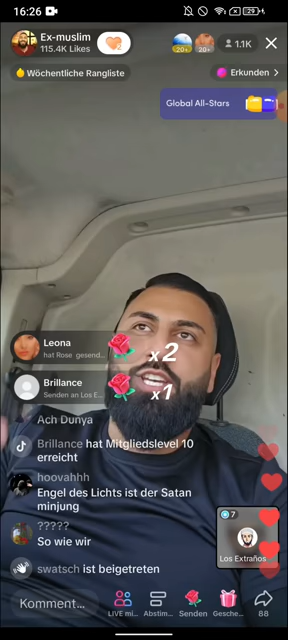 16:26
29
Ex-muslim
115.4K Likes
20+
20+
1.1K
Wöchentliche Rangliste
Erkunden >
Global All-Stars
Leona
hat Rose gesend...
x2
Brillance
Senden an Los E...
x1
Ach Dunya
Brillance hat Mitgliedslevel 10
erreicht
hoovahhh
Engel des Lichts ist der Satan
minjung
?????
So wie wir
swatsch ist beigetreten
7
Los Extraños
Komment...
LIVE mi...
Abstim...
Senden
Gesche...
88